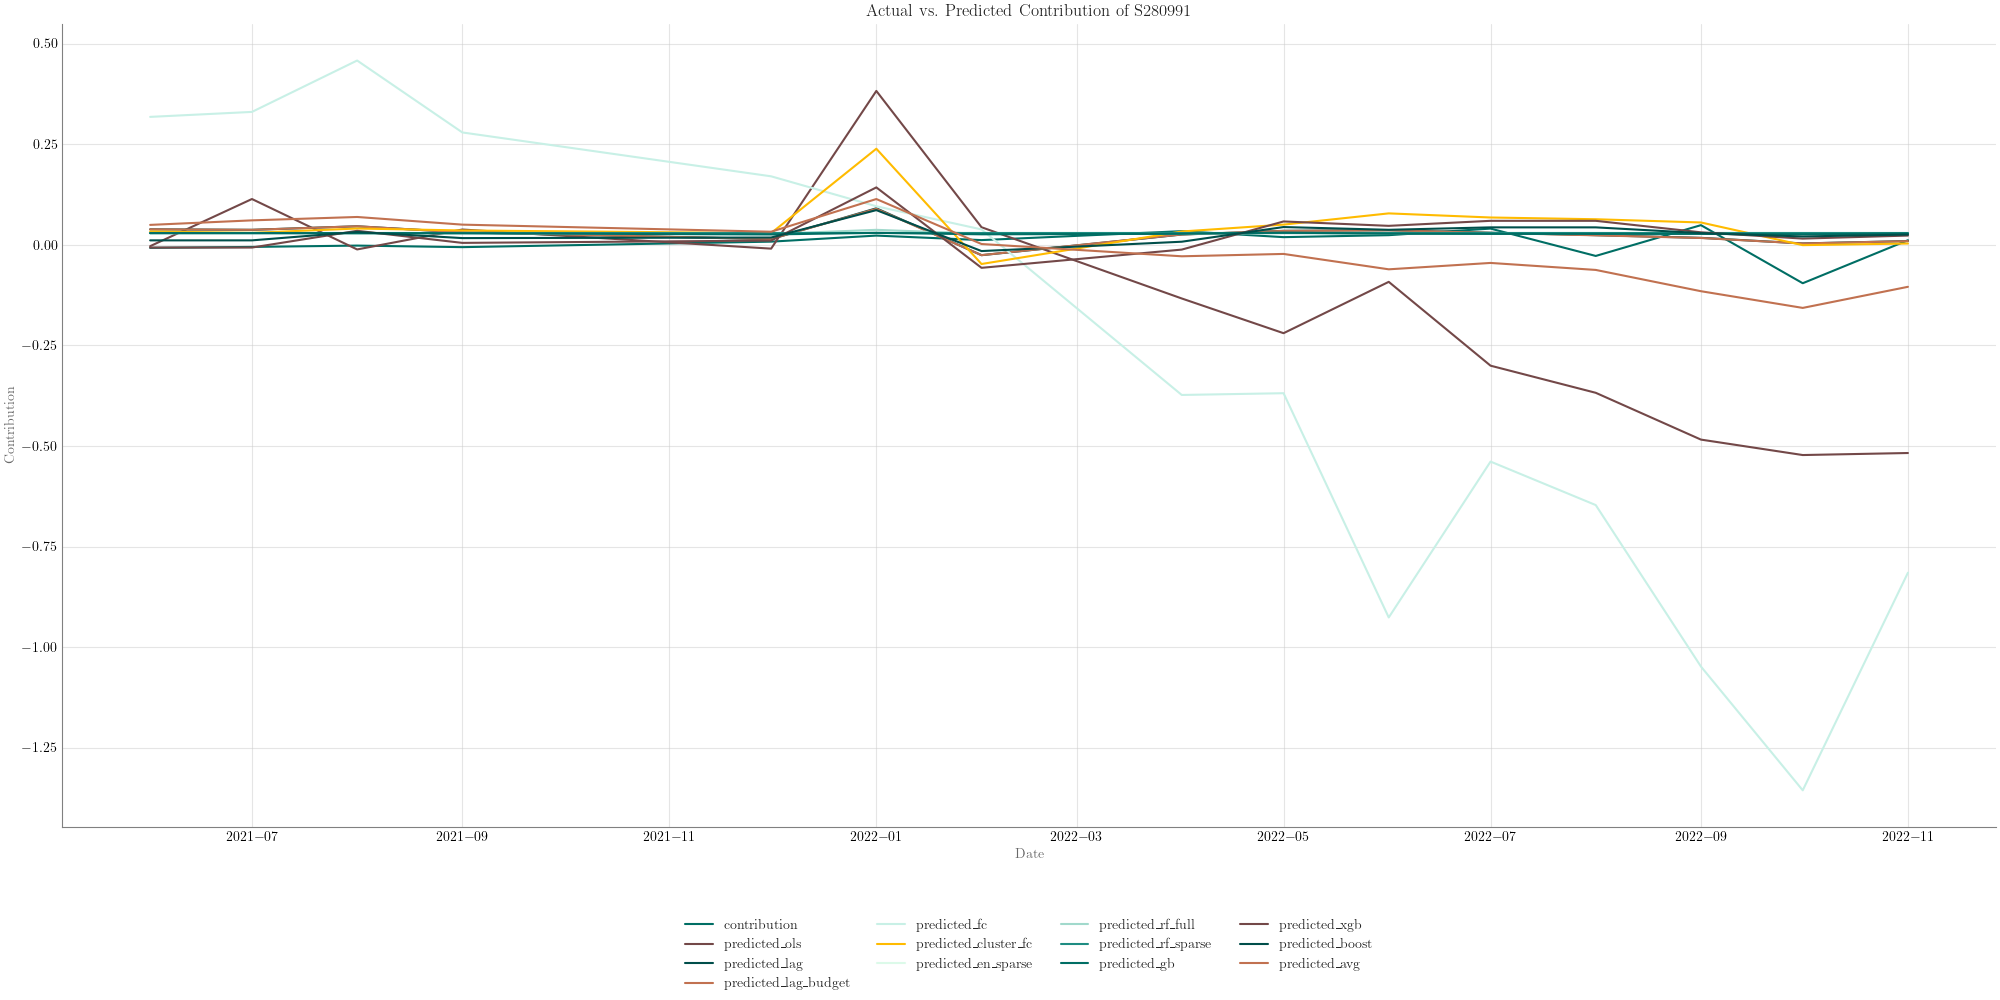 Actual vs. Predicted Contribution of S280991
0.50
0.25
0.00
−0.25
−0.50
−0.75
−1.00
−1.25
Contribution
2021−07 2021−09 2021−11 2022−01 2022−03 2022−05 2022−07 2022−09 2022−11
Date
contribution predicted_fc predicted_rf_full predicted_xgb
predicted_ols predicted_cluster_fc predicted_rf_sparse predicted_boost
predicted_lag predicted_en_sparse predicted_gb predicted_avg
predicted_lag_budget